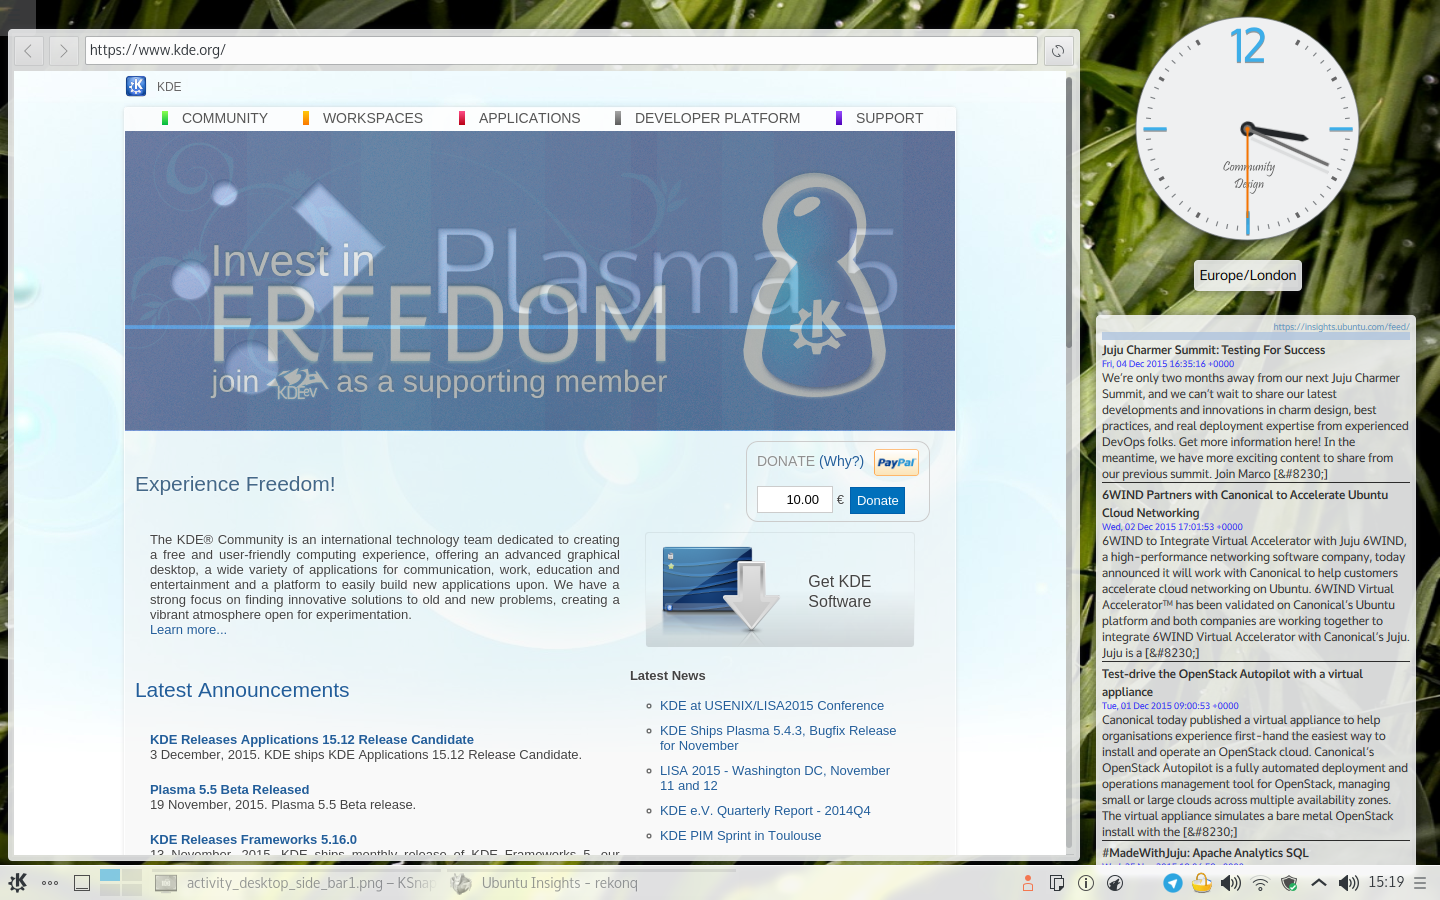 https://www.kde.org/
KDE
COMMUNITY
WORKSPACES
APPLICATIONS
DEVELOPER PLATFORM
SUPPORT
Plasma 5
Invest in
FREEDOM
join KDE e.V as a supporting member
DONATE (Why?) PayPal
10.00 € Donate
Experience Freedom!
The KDE® Community is an international technology team dedicated to creating
a free and user-friendly computing experience, offering an advanced graphical
desktop, a wide variety of applications for communication, work, education and
entertainment and a platform to easily build new applications upon. We have a
strong focus on finding innovative solutions to old and new problems, creating a
vibrant atmosphere open for experimentation.
Learn more...
Get KDE
Software
Latest Announcements
KDE Releases Applications 15.12 Release Candidate
3 December, 2015. KDE ships KDE Applications 15.12 Release Candidate.
Plasma 5.5 Beta Released
19 November, 2015. Plasma 5.5 Beta release.
KDE Releases Frameworks 5.16.0
13 November, 2015. KDE ships monthly release of KDE Frameworks 5, our
Latest News
KDE at USENIX/LISA2015 Conference
KDE Ships Plasma 5.4.3, Bugfix Release
for November
LISA 2015 - Washington DC, November
11 and 12
KDE e.V. Quarterly Report - 2014Q4
KDE PIM Sprint in Toulouse
12
Community
Design
Europe/London
https://insights.ubuntu.com/feed/
Juju Charmer Summit: Testing For Success
Fri, 04 Dec 2015 16:35:16 +0000
We’re only two months away from our next Juju Charmer
Summit, and we can’t wait to share our latest
developments and innovations in charm design, best
practices, and real deployment expertise from experienced
DevOps folks. Get more information here! In the
meantime, we have more exciting content to share from
our previous summit. Join Marco [&#8230;]
6WIND Partners with Canonical to Accelerate Ubuntu
Cloud Networking
Wed, 02 Dec 2015 17:01:53 +0000
6WIND to Integrate Virtual Accelerator with Juju 6WIND,
a high-performance networking software company, today
announced it will work with Canonical to help customers
accelerate cloud networking on Ubuntu. 6WIND Virtual
Accelerator™ has been validated on Canonical’s Ubuntu
platform and both companies are working together to
integrate 6WIND Virtual Accelerator with Canonical’s Juju.
Juju is a [&#8230;]
Test-drive the OpenStack Autopilot with a virtual
appliance
Tue, 01 Dec 2015 09:00:53 +0000
Canonical today published a virtual appliance to help
organisations experience first-hand the easiest way to
install and operate an OpenStack cloud. Canonical’s
OpenStack Autopilot is a fully automated deployment and
operations management tool for OpenStack, managing
small or large clouds across multiple availability zones.
The virtual appliance simulates a bare metal OpenStack
install with the [&#8230;]
#MadeWithJuju: Apache Analytics SQL
activity_desktop_side_bar1.png – KSnap
Ubuntu Insights - rekonq
15:19